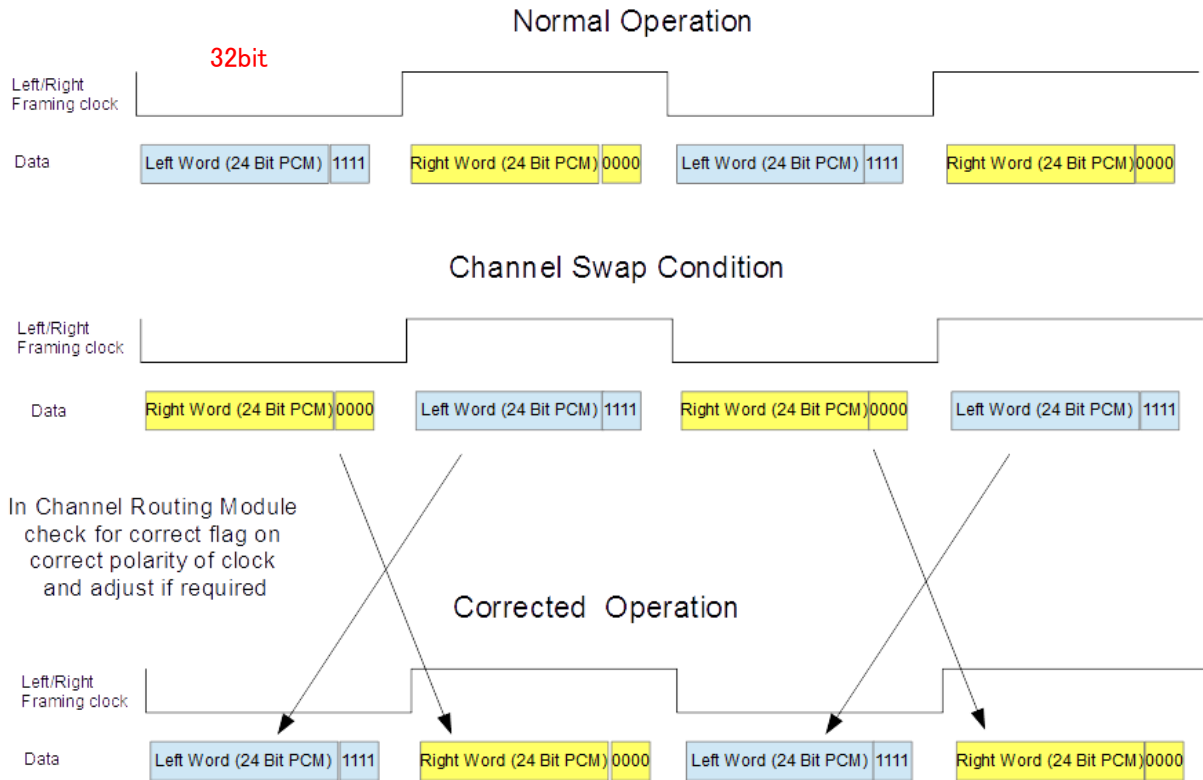 Normal Operation
32bit
Left/Right
Framing clock
Data
Left Word (24 Bit PCM) 1111
Right Word (24 Bit PCM) 0000
Left Word (24 Bit PCM) 1111
Right Word (24 Bit PCM) 0000
Channel Swap Condition
Left/Right
Framing clock
Data
Right Word (24 Bit PCM) 0000
Left Word (24 Bit PCM) 1111
Right Word (24 Bit PCM) 0000
Left Word (24 Bit PCM) 1111
In Channel Routing Module
check for correct flag on
correct polarity of clock
and adjust if required
Corrected Operation
Left/Right
Framing clock
Data
Left Word (24 Bit PCM) 1111
Right Word (24 Bit PCM) 0000
Left Word (24 Bit PCM) 1111
Right Word (24 Bit PCM) 0000